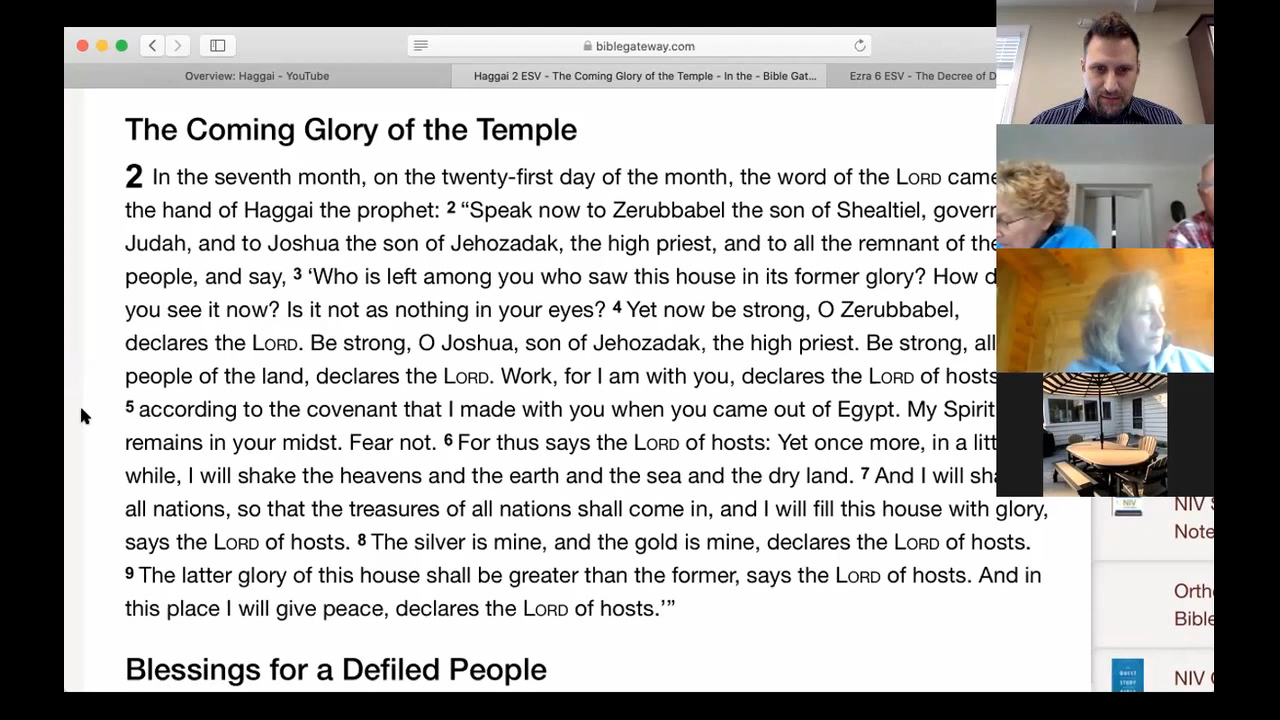 biblegateway.com
Overview: Haggai - YouTube
Haggai 2 ESV - The Coming Glory of the Temple - In the - Bible Gat...
Ezra 6 ESV - The Decree of D
The Coming Glory of the Temple
2 In the seventh month, on the twenty-first day of the month, the word of the LORD came
the hand of Haggai the prophet: 2 “Speak now to Zerubbabel the son of Shealtiel, govern
Judah, and to Joshua the son of Jehozadak, the high priest, and to all the remnant of the
people, and say, 3 ‘Who is left among you who saw this house in its former glory? How d
you see it now? Is it not as nothing in your eyes? 4 Yet now be strong, O Zerubbabel,
declares the LORD. Be strong, O Joshua, son of Jehozadak, the high priest. Be strong, all
people of the land, declares the LORD. Work, for I am with you, declares the LORD of hosts
5 according to the covenant that I made with you when you came out of Egypt. My Spirit
remains in your midst. Fear not. 6 For thus says the LORD of hosts: Yet once more, in a litt
while, I will shake the heavens and the earth and the sea and the dry land. 7 And I will sha
all nations, so that the treasures of all nations shall come in, and I will fill this house with glory,
says the LORD of hosts. 8 The silver is mine, and the gold is mine, declares the LORD of hosts.
9 The latter glory of this house shall be greater than the former, says the LORD of hosts. And in
this place I will give peace, declares the LORD of hosts.’”
Blessings for a Defiled People
NIV S
Note
Orth
Bible
QUEST
STUDY
NIV